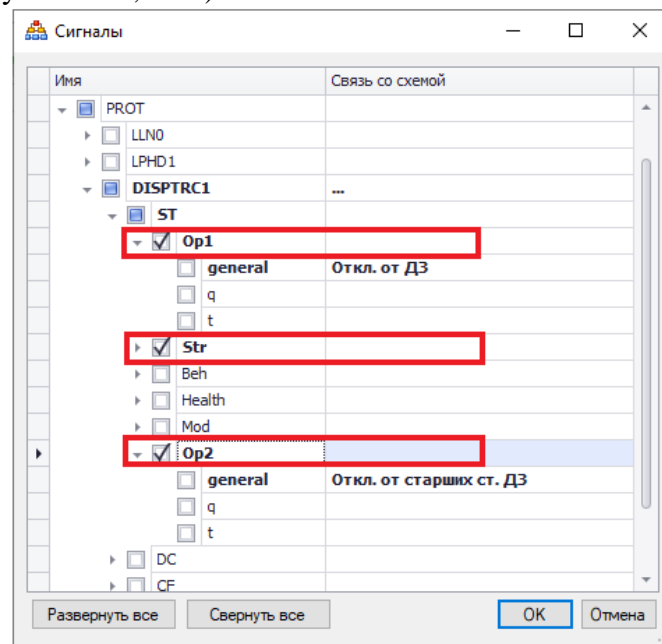 Сигналы
Имя Связь со схемой
PROT
LLN0
LPHD1
DISPTRC1 ...
ST
Op1
general Откл. от ДЗ
q
t
Str
Beh
Health
Mod
Op2
general Откл. от старших ст. ДЗ
q
t
DC
CF
Развернуть все Свернуть все OK Отмена